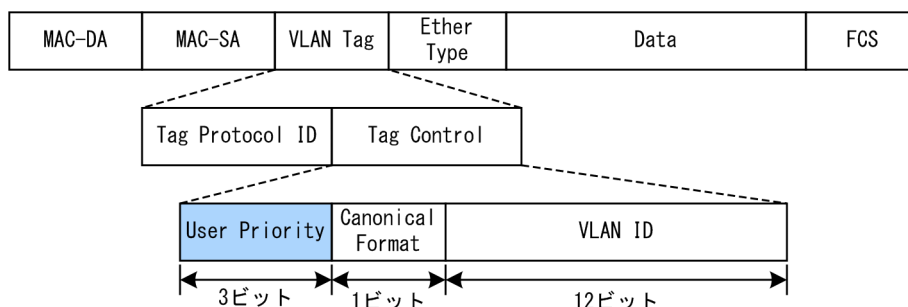 MAC-DA
MAC-SA
VLAN Tag
Ether
Type
Data
FCS
Tag Protocol ID
Tag Control
User Priority
Canonical
Format
VLAN ID
3ビット
1ビット
12ビット